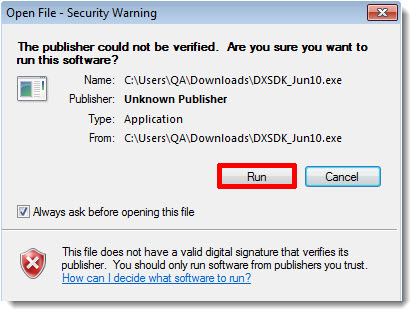 Open File - Security Warning
The publisher could not be verified.  Are you sure you want to
run this software?
Name: C:\Users\QA\Downloads\DXSDK_Jun10.exe
Publisher: Unknown Publisher
Type: Application
From: C:\Users\QA\Downloads\DXSDK_Jun10.exe
Run Cancel
Always ask before opening this file
This file does not have a valid digital signature that verifies its
publisher.  You should only run software from publishers you trust.
How can I decide what software to run?